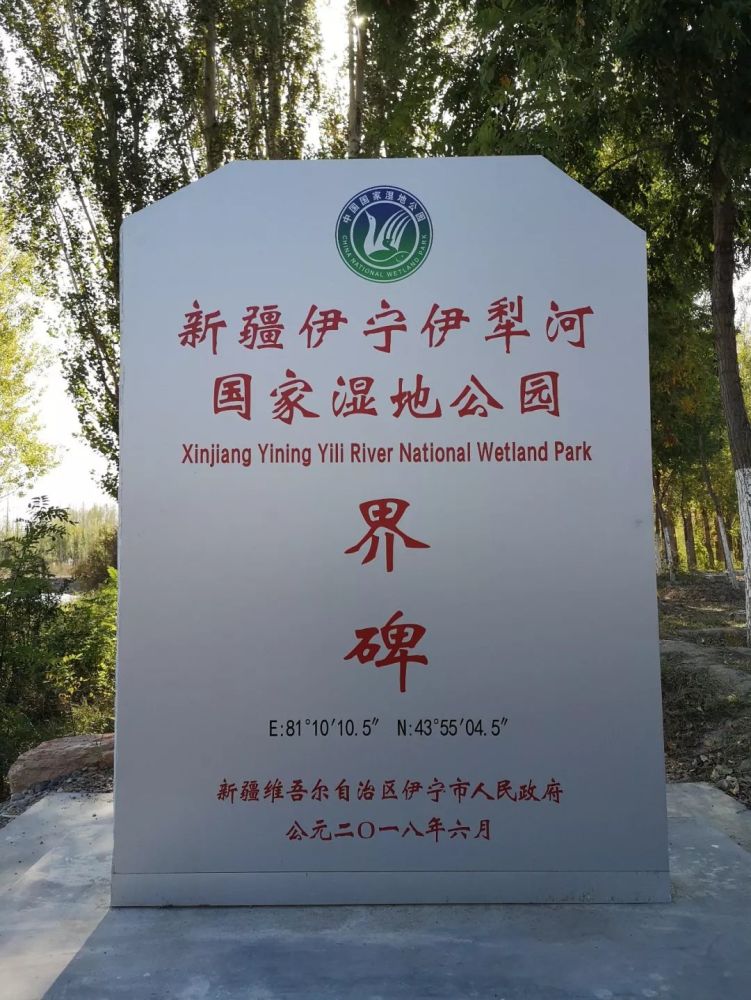 中国国家湿地公园
CHINA NATIONAL WETLAND PARK
新疆伊宁伊犁河
国家湿地公园
Xinjiang Yining Yili River National Wetland Park
界
碑
E:81°10′10.5″ N:43°55′04.5″
新疆维吾尔自治区伊宁市人民政府
公元二〇一八年六月